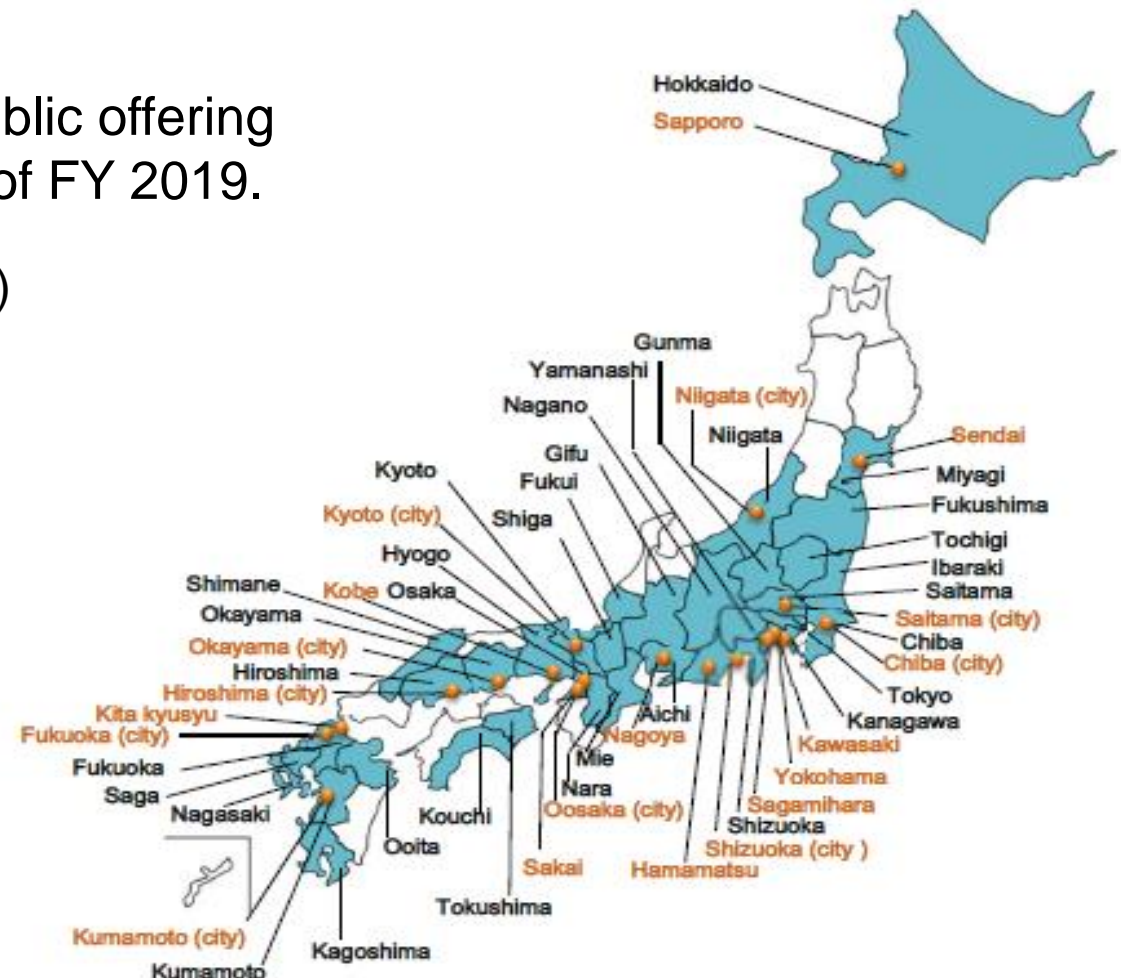 blic offering
of FY 2019.
)
Hokkaido
Sapporo
Gunma
Yamanashi
Niigata (city)
Nagano
Niigata
Sendai
Gifu
Kyoto
Fukui
Miyagi
Kyoto (city)
Shiga
Fukushima
Hyogo
Tochigi
Ibaraki
Shimane
Kobe Osaka
Saitama
Okayama
Saitama (city)
Okayama (city)
Chiba
Hiroshima
Chiba (city)
Hiroshima (city)
Tokyo
Kita kyusyu
Aichi
Kanagawa
Fukuoka (city)
Nagoya
Kawasaki
Fukuoka
Mie
Yokohama
Saga
Nara
Nagasaki
Kouchi
Oosaka (city)
Sagamihara
Shizuoka
Ooita
Shizuoka (city )
Sakai
Hamamatsu
Tokushima
Kumamoto (city)
Kagoshima
Kumamoto